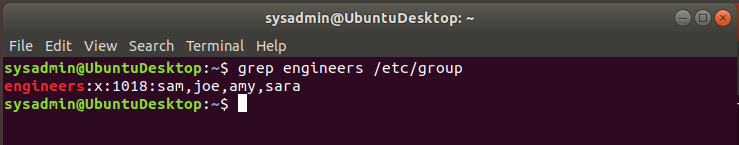 sysadmin@UbuntuDesktop: ~
File Edit View Search Terminal Help
sysadmin@UbuntuDesktop:~$ grep engineers /etc/group
engineers:x:1018:sam,joe,amy,sara
sysadmin@UbuntuDesktop:~$